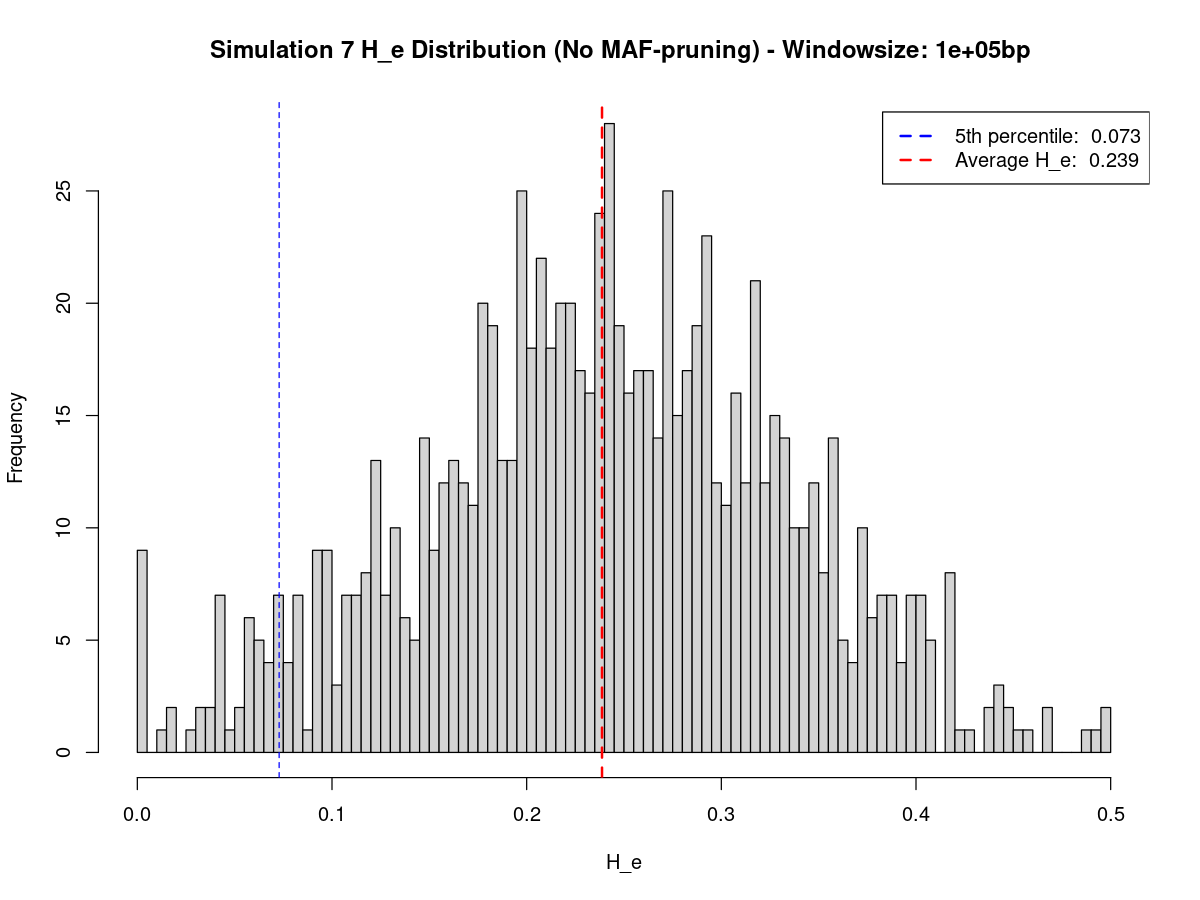 Simulation 7 H_e Distribution (No MAF-pruning) - Windowsize: 1e+05bp
5th percentile: 0.073
Average H_e: 0.239
Frequency
25
20
15
10
5
0
0.0 0.1 0.2 0.3 0.4 0.5
H_e